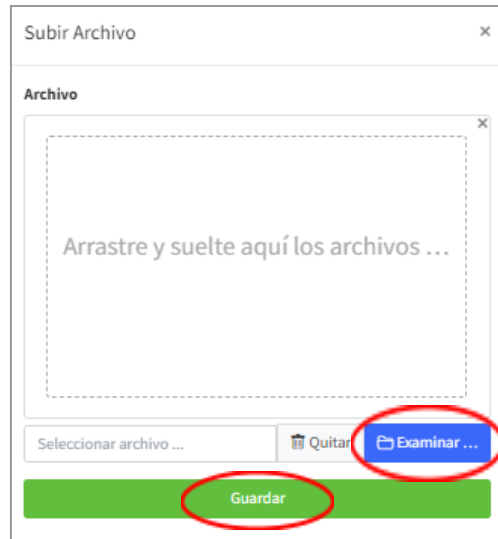 Subir Archivo ×
Archivo
×
Arrastre y suelte aquí los archivos ...
Seleccionar archivo ... Quitar Examinar ...
Guardar